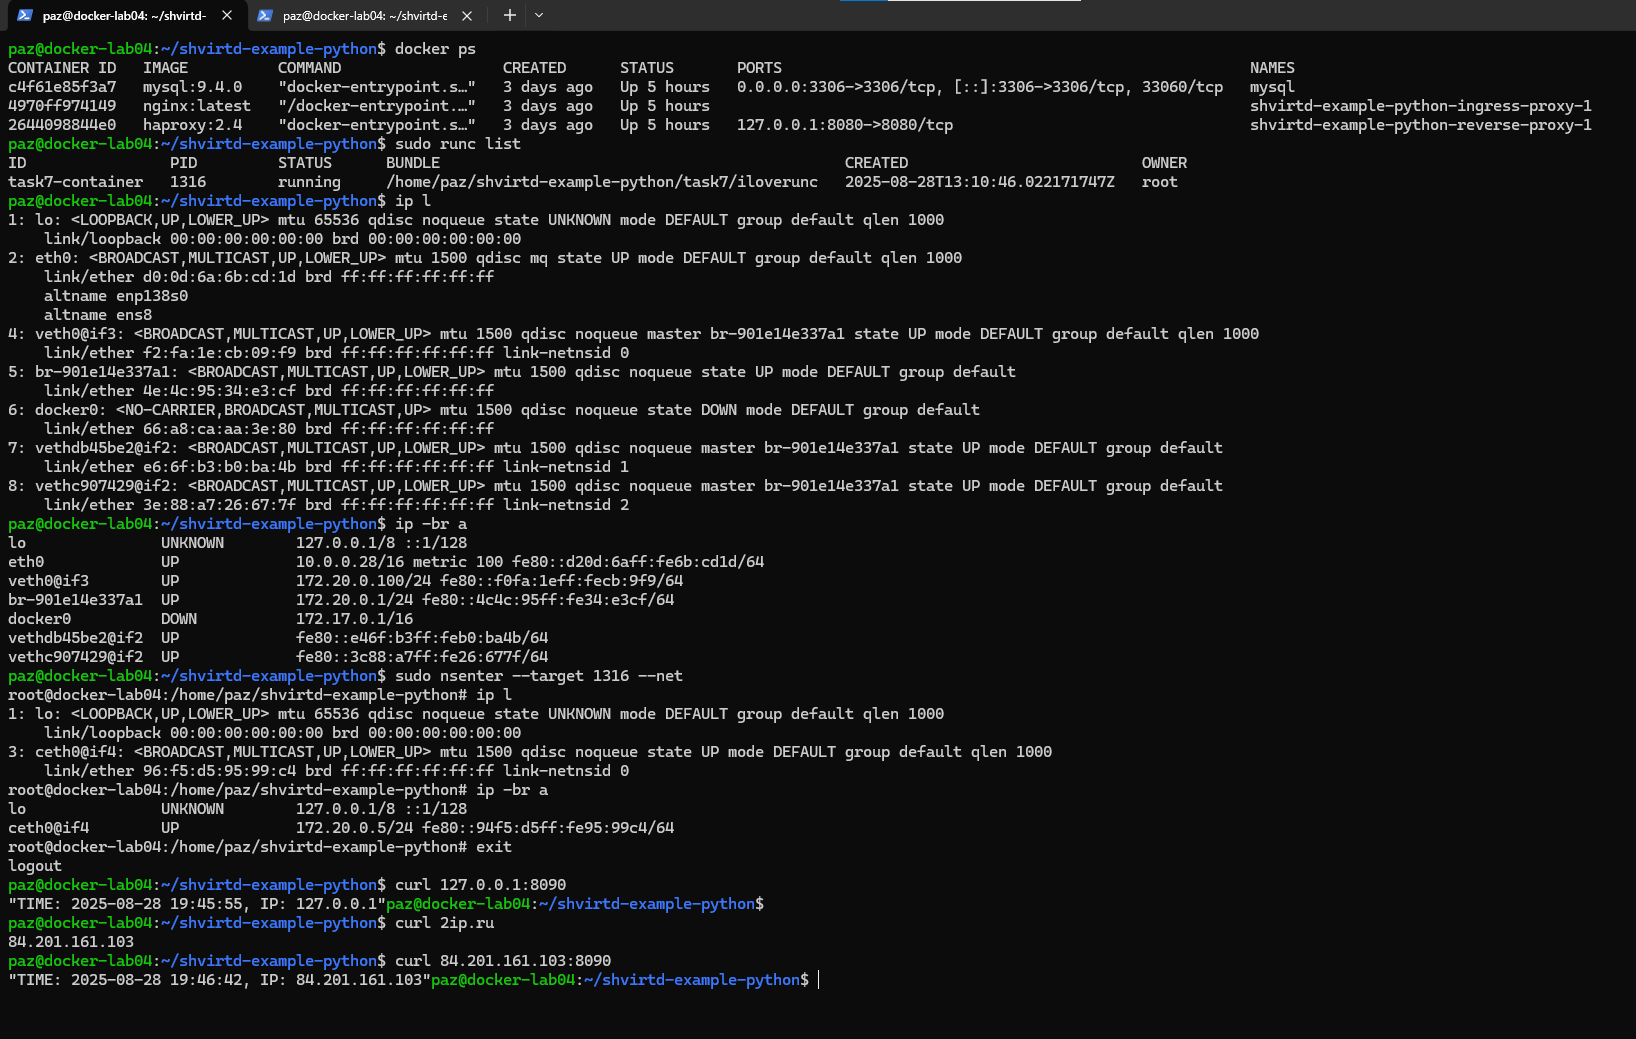 paz@docker-lab04: ~/shvirtd-
paz@docker-lab04: ~/shvirtd-e
paz@docker-lab04:~/shvirtd-example-python$ docker ps
CONTAINER ID   IMAGE          COMMAND                  CREATED      STATUS       PORTS                                                    NAMES
c4f61e85f3a7   mysql:9.4.0    "docker-entrypoint.s…"   3 days ago   Up 5 hours   0.0.0.0:3306->3306/tcp, [::]:3306->3306/tcp, 33060/tcp   mysql
4970ff974149   nginx:latest   "/docker-entrypoint.…"   3 days ago   Up 5 hours                                                            shvirtd-example-python-ingress-proxy-1
2644098844e0   haproxy:2.4    "docker-entrypoint.s…"   3 days ago   Up 5 hours   127.0.0.1:8080->8080/tcp                                 shvirtd-example-python-reverse-proxy-1
paz@docker-lab04:~/shvirtd-example-python$ sudo runc list
ID                PID         STATUS      BUNDLE                                             CREATED                          OWNER
task7-container   1316        running     /home/paz/shvirtd-example-python/task7/iloverunc   2025-08-28T13:10:46.022171747Z   root
paz@docker-lab04:~/shvirtd-example-python$ ip l
1: lo: <LOOPBACK,UP,LOWER_UP> mtu 65536 qdisc noqueue state UNKNOWN mode DEFAULT group default qlen 1000
    link/loopback 00:00:00:00:00:00 brd 00:00:00:00:00:00
2: eth0: <BROADCAST,MULTICAST,UP,LOWER_UP> mtu 1500 qdisc mq state UP mode DEFAULT group default qlen 1000
    link/ether d0:0d:6a:6b:cd:1d brd ff:ff:ff:ff:ff:ff
    altname enp138s0
    altname ens8
4: veth0@if3: <BROADCAST,MULTICAST,UP,LOWER_UP> mtu 1500 qdisc noqueue master br-901e14e337a1 state UP mode DEFAULT group default qlen 1000
    link/ether f2:fa:1e:cb:09:f9 brd ff:ff:ff:ff:ff:ff link-netnsid 0
5: br-901e14e337a1: <BROADCAST,MULTICAST,UP,LOWER_UP> mtu 1500 qdisc noqueue state UP mode DEFAULT group default
    link/ether 4e:4c:95:34:e3:cf brd ff:ff:ff:ff:ff:ff
6: docker0: <NO-CARRIER,BROADCAST,MULTICAST,UP> mtu 1500 qdisc noqueue state DOWN mode DEFAULT group default
    link/ether 66:a8:ca:aa:3e:80 brd ff:ff:ff:ff:ff:ff
7: vethdb45be2@if2: <BROADCAST,MULTICAST,UP,LOWER_UP> mtu 1500 qdisc noqueue master br-901e14e337a1 state UP mode DEFAULT group default
    link/ether e6:6f:b3:b0:ba:4b brd ff:ff:ff:ff:ff:ff link-netnsid 1
8: vethc907429@if2: <BROADCAST,MULTICAST,UP,LOWER_UP> mtu 1500 qdisc noqueue master br-901e14e337a1 state UP mode DEFAULT group default
    link/ether 3e:88:a7:26:67:7f brd ff:ff:ff:ff:ff:ff link-netnsid 2
paz@docker-lab04:~/shvirtd-example-python$ ip -br a
lo               UNKNOWN        127.0.0.1/8 ::1/128
eth0             UP             10.0.0.28/16 metric 100 fe80::d20d:6aff:fe6b:cd1d/64
veth0@if3        UP             172.20.0.100/24 fe80::f0fa:1eff:fecb:9f9/64
br-901e14e337a1  UP             172.20.0.1/24 fe80::4c4c:95ff:fe34:e3cf/64
docker0          DOWN           172.17.0.1/16
vethdb45be2@if2  UP             fe80::e46f:b3ff:feb0:ba4b/64
vethc907429@if2  UP             fe80::3c88:a7ff:fe26:677f/64
paz@docker-lab04:~/shvirtd-example-python$ sudo nsenter --target 1316 --net
root@docker-lab04:/home/paz/shvirtd-example-python# ip l
1: lo: <LOOPBACK,UP,LOWER_UP> mtu 65536 qdisc noqueue state UNKNOWN mode DEFAULT group default qlen 1000
    link/loopback 00:00:00:00:00:00 brd 00:00:00:00:00:00
3: ceth0@if4: <BROADCAST,MULTICAST,UP,LOWER_UP> mtu 1500 qdisc noqueue state UP mode DEFAULT group default qlen 1000
    link/ether 96:f5:d5:95:99:c4 brd ff:ff:ff:ff:ff:ff link-netnsid 0
root@docker-lab04:/home/paz/shvirtd-example-python# ip -br a
lo               UNKNOWN        127.0.0.1/8 ::1/128
ceth0@if4        UP             172.20.0.5/24 fe80::94f5:d5ff:fe95:99c4/64
root@docker-lab04:/home/paz/shvirtd-example-python# exit
logout
paz@docker-lab04:~/shvirtd-example-python$ curl 127.0.0.1:8090
"TIME: 2025-08-28 19:45:55, IP: 127.0.0.1"paz@docker-lab04:~/shvirtd-example-python$
paz@docker-lab04:~/shvirtd-example-python$ curl 2ip.ru
84.201.161.103
paz@docker-lab04:~/shvirtd-example-python$ curl 84.201.161.103:8090
"TIME: 2025-08-28 19:46:42, IP: 84.201.161.103"paz@docker-lab04:~/shvirtd-example-python$